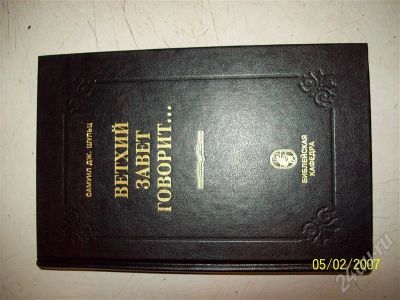 САМУИЛ ДЖ. ШУЛЬЦ
ВЕТХИЙ
ЗАВЕТ
ГОВОРИТ...
БИБЛЕЙСКАЯ
КАФЕДРА
05/02/2007